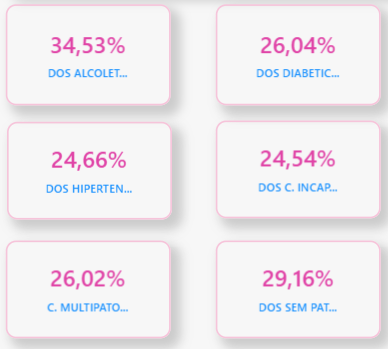 34,53%
DOS ALCOLET...
26,04%
DOS DIABETIC...
24,66%
DOS HIPERTEN...
24,54%
DOS C. INCAP...
26,02%
C. MULTIPATO...
29,16%
DOS SEM PAT...